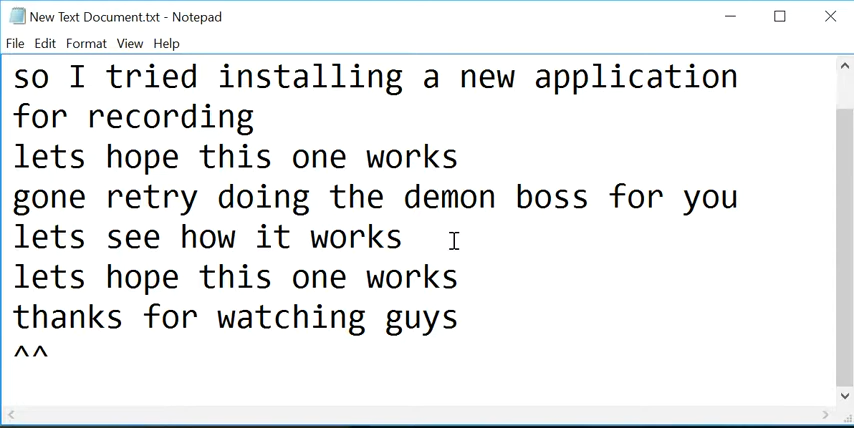 New Text Document.txt - Notepad
File Edit Format View Help
so I tried installing a new application
for recording
lets hope this one works
gone retry doing the demon boss for you
lets see how it works
lets hope this one works
thanks for watching guys
^^